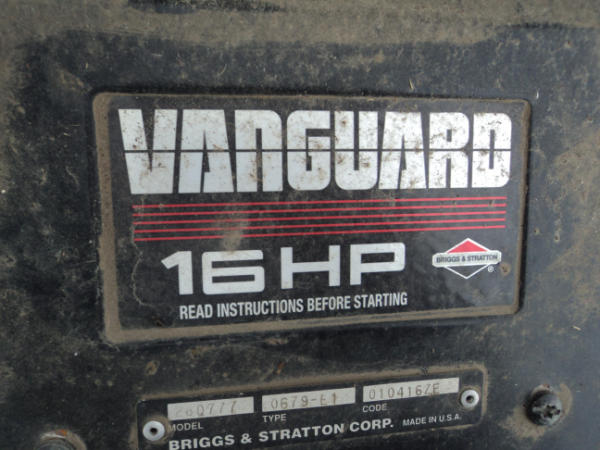 VANGUARD
16 HP
BRIGGS & STRATTON
®
READ INSTRUCTIONS BEFORE STARTING
0679-E1 0104167E
MODEL TYPE CODE
BRIGGS & STRATTON CORP. MADE IN U.S.A.